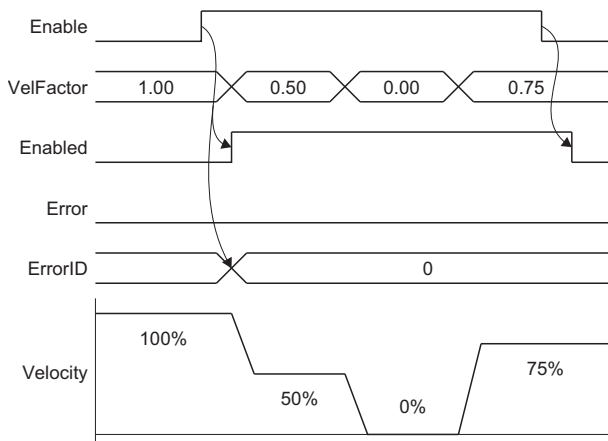 Enable
VelFactor
1.00
0.50
0.00
0.75
Enabled
Error
ErrorID
0
Velocity
100%
50%
0%
75%